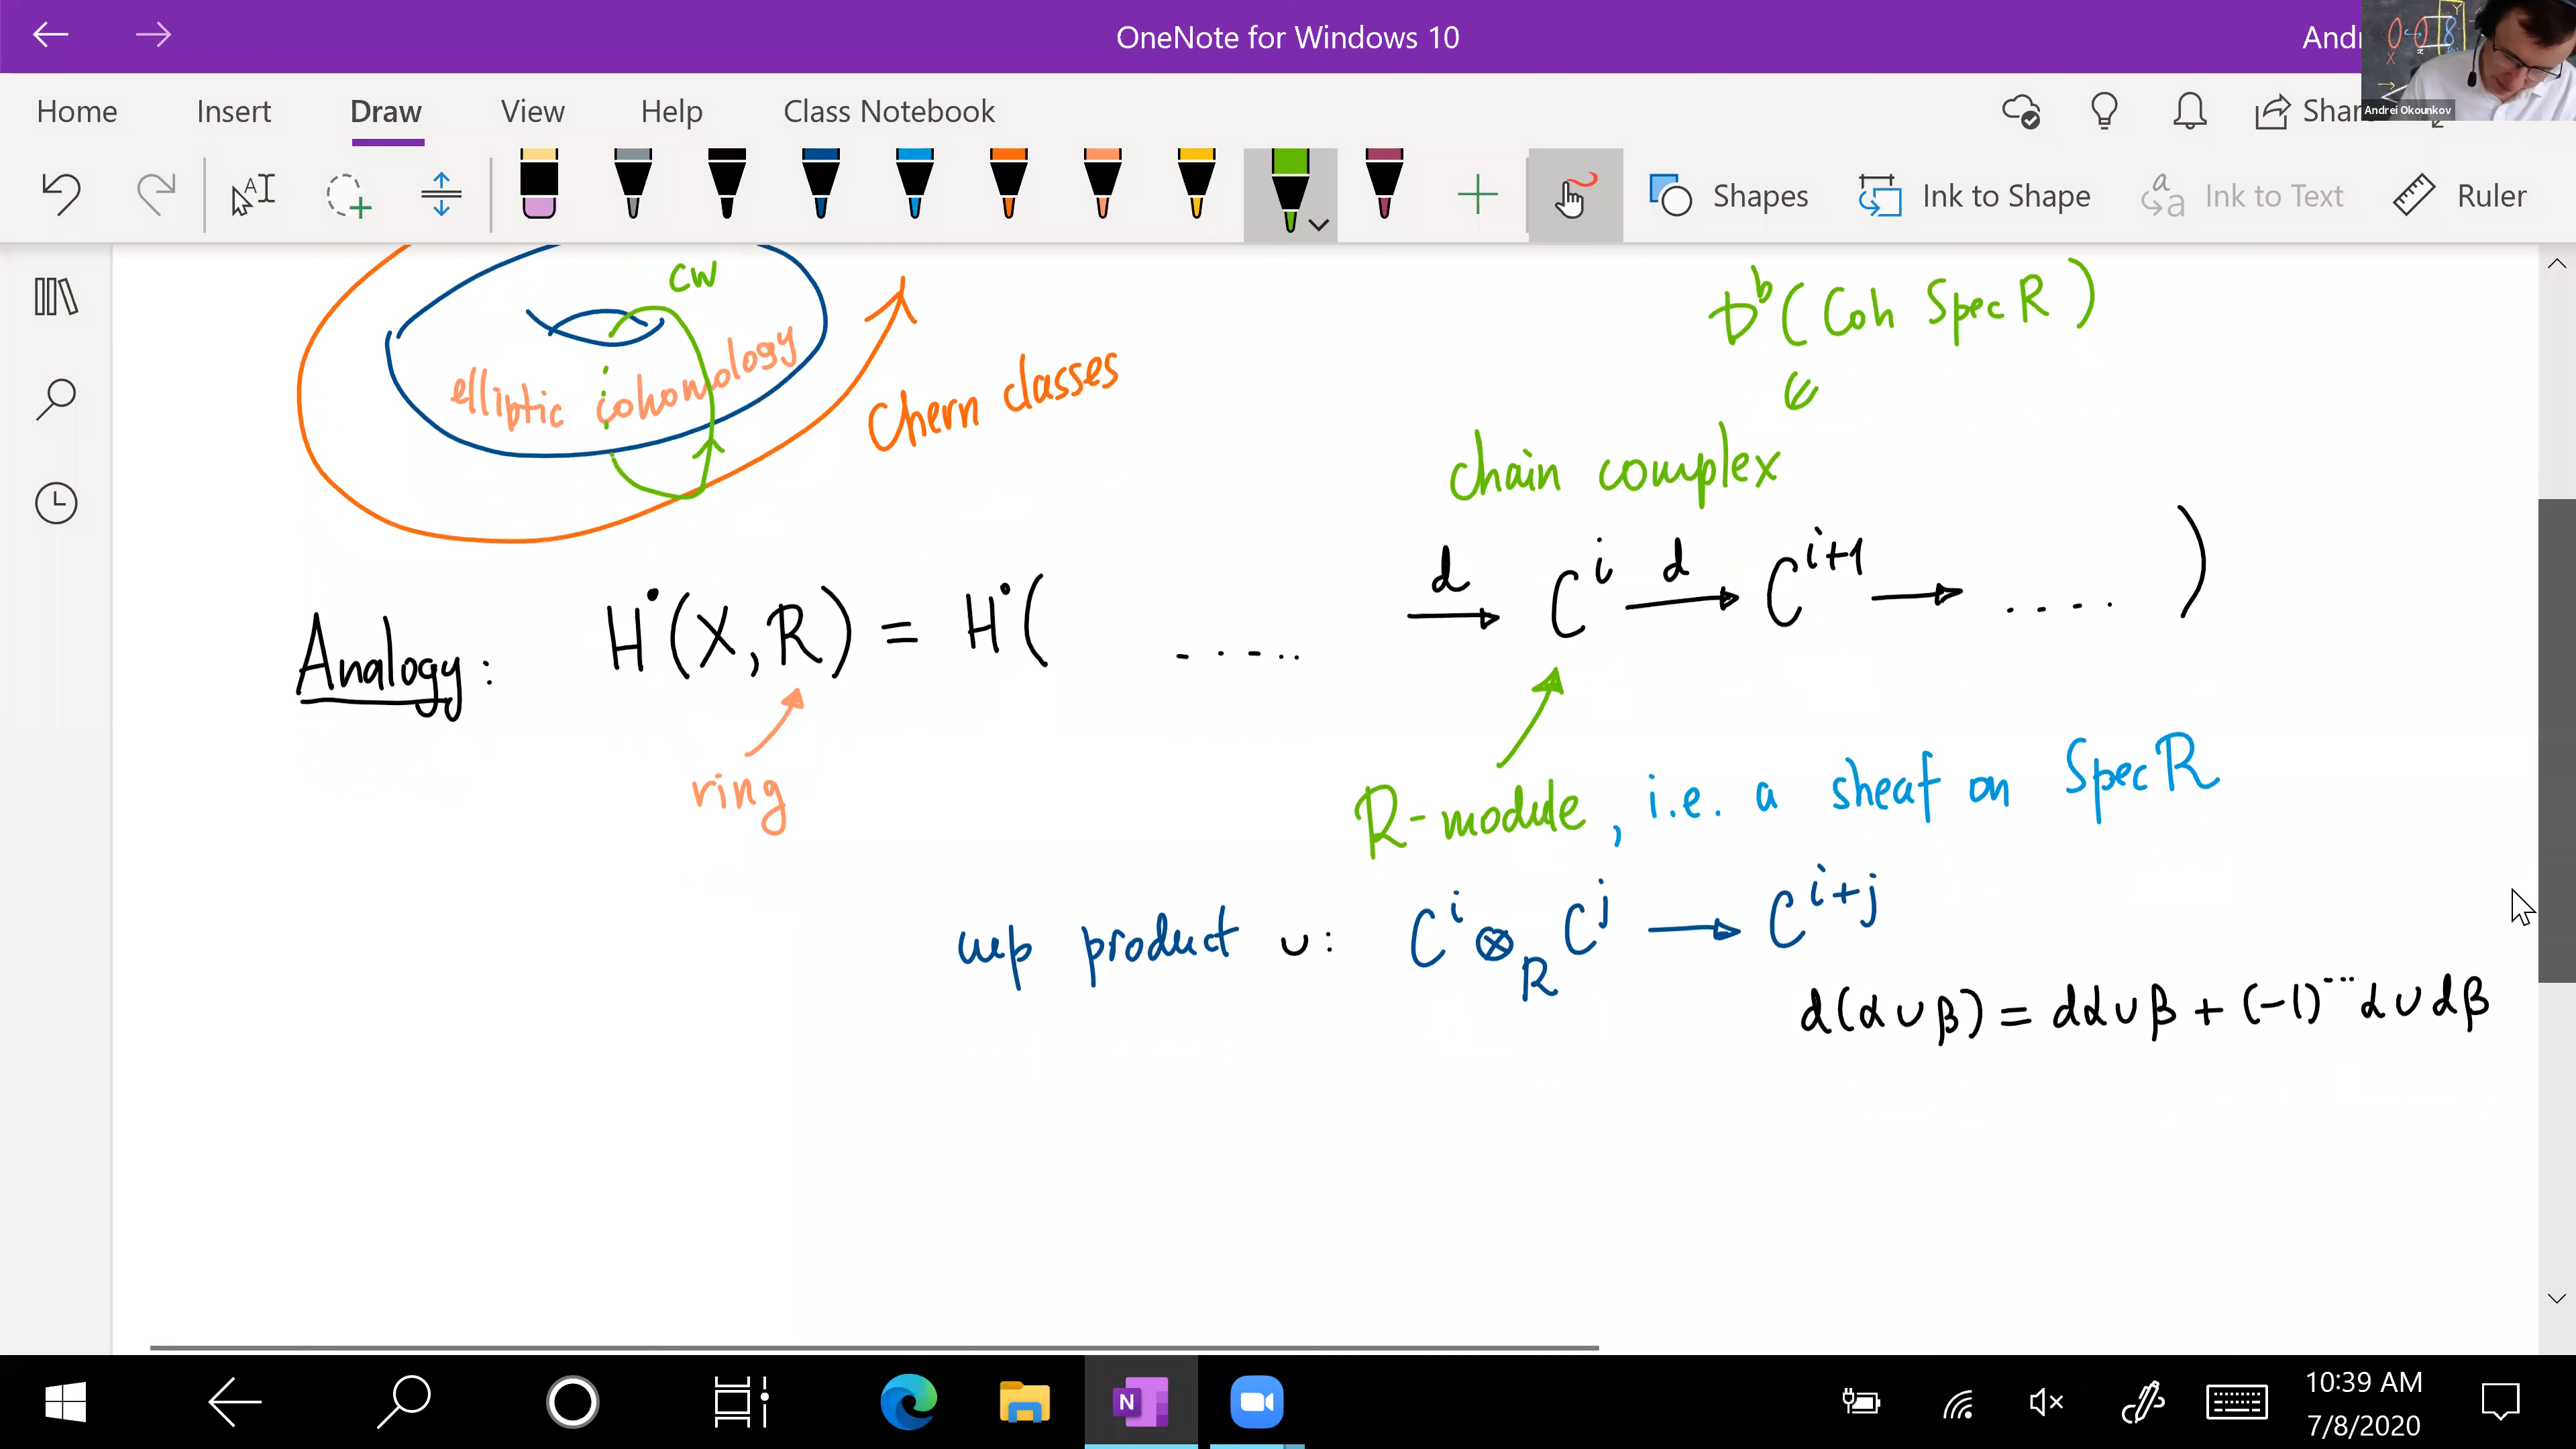 OneNote for Windows 10
Andrei Okounkov
Home Insert Draw View Help Class Notebook
Shapes Ink to Shape Ink to Text Ruler
CW
D^b(Coh Spec R)
elliptic cohomology
Chern classes
∈
chain complex
Analogy: H^•(X, R) = H^•( ..... →^d C^i →^d C^{i+1} → .... )
ring
R-module, i.e. a sheaf on Spec R
cup product ∪: C^i ⊗_R C^j → C^{i+j}
d(α ∪ β) = dα ∪ β + (-1)^{...} α ∪ dβ
10:39 AM
7/8/2020